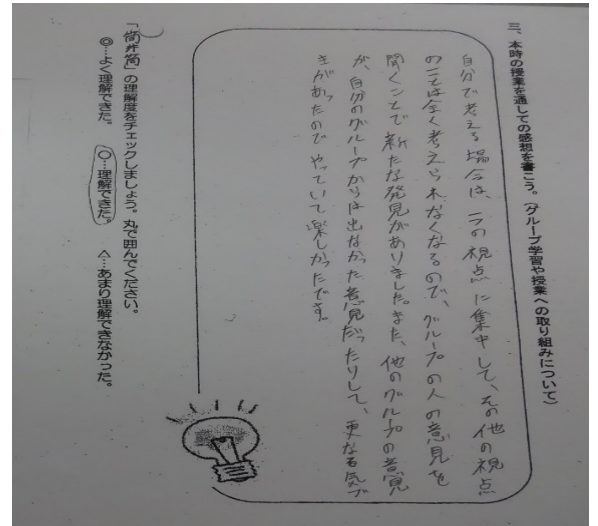 三、本時の授業を通しての感想を書こう。(グループ学習や授業への取り組みについて)
自分で考える場合は、一つの視点に集中して、その他の視点
のことは全く考えられなくなるので、グループの人の意見を
聞くことで新たな発見がありました。また、他のグループの意見
が、自分のグループからは出なかった意見だったりして、更なる気づ
きがあったのでやっていて楽しかったです。
「筒井筒」の理解度をチェックしましょう。丸で囲んでください。
◎…よく理解できた。 ○…理解できた。 △…あまり理解できなかった。